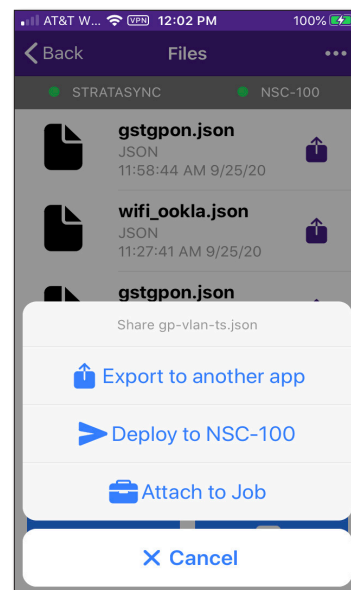 AT&T W... VPN 12:02 PM 100%
Back Files
STRATASYNC NSC-100
gstgpon.json
JSON
11:58:44 AM 9/25/20
wifi_ookla.json
JSON
11:27:41 AM 9/25/20
gstgpon.json
Share gp-vlan-ts.json
Export to another app
Deploy to NSC-100
Attach to Job
Cancel